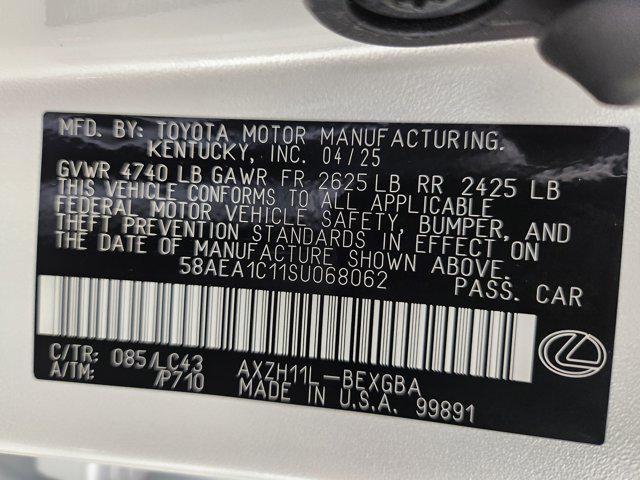 MFD. BY: TOYOTA MOTOR MANUFACTURING.
KENTUCKY, INC. 04/25
GVWR 4740 LB GAWR FR 2625 LB RR 2425 LB
THIS VEHICLE CONFORMS TO ALL APPLICABLE
FEDERAL MOTOR VEHICLE SAFETY, BUMPER, AND
THEFT PREVENTION STANDARDS IN EFFECT ON
THE DATE OF MANUFACTURE SHOWN ABOVE.
58AEA1C11SU068062 PASS. CAR
C/TR: 085/LC43 AXZH11L-BEXGBA
A/TM: /P710 MADE IN U.S.A. 99891